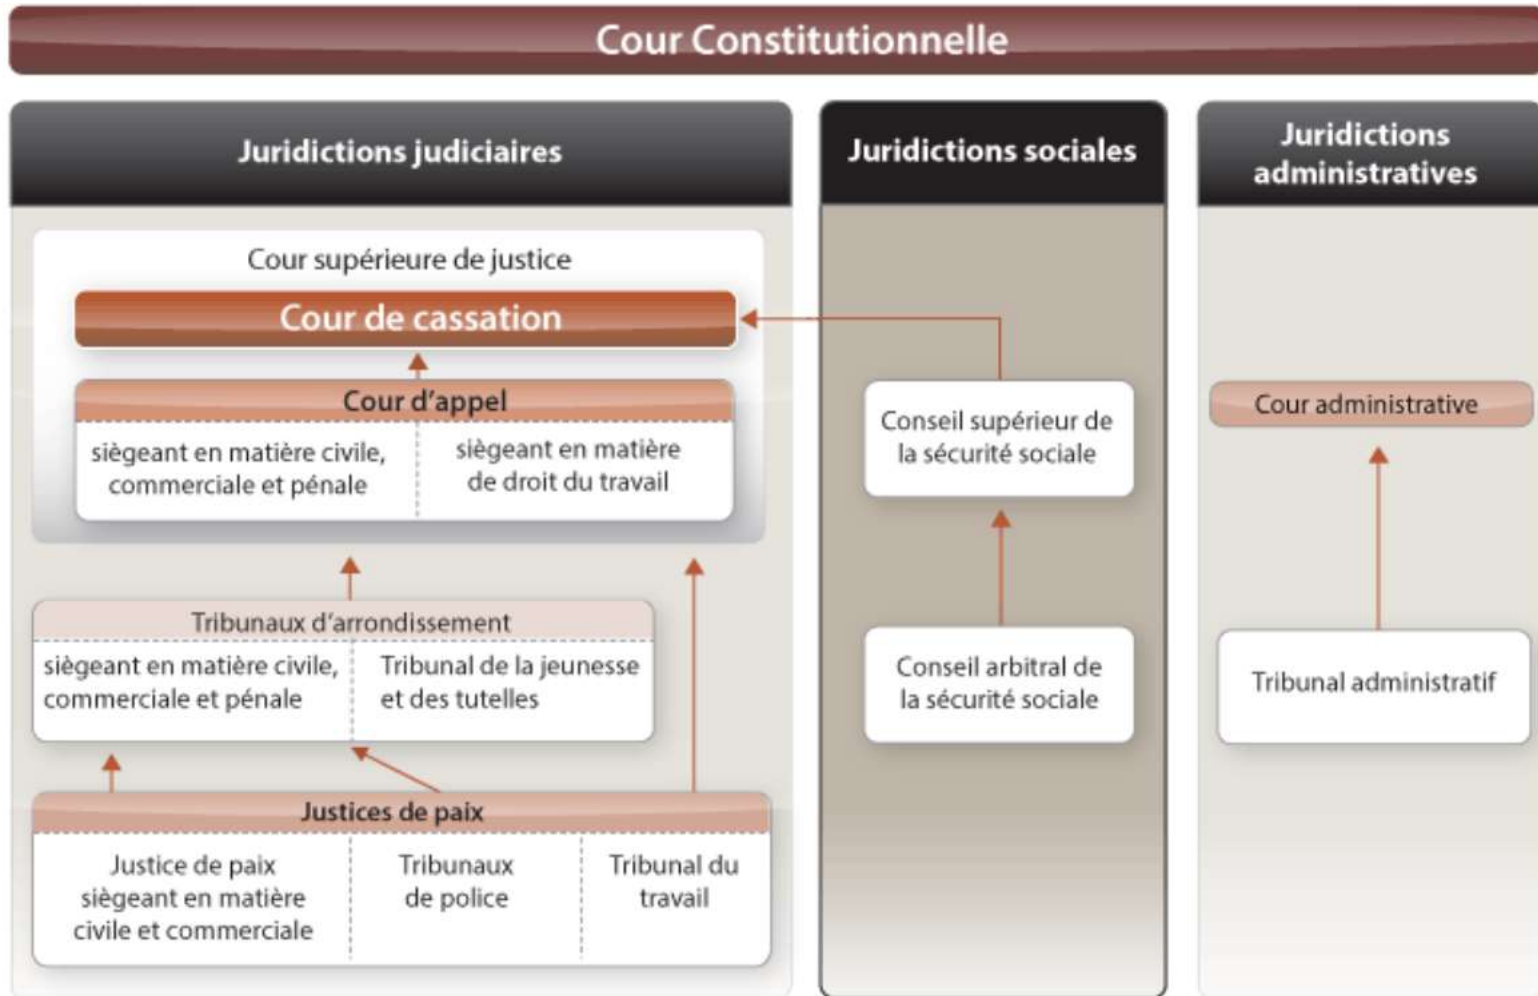 Cour Constitutionnelle
Juridictions judiciaires
Cour supérieure de justice
Cour de cassation
Cour d'appel
siègeant en matière civile,
commerciale et pénale
siègeant en matière
de droit du travail
Tribunaux d'arrondissement
siègeant en matière civile,
commerciale et pénale
Tribunal de la jeunesse
et des tutelles
Justices de paix
Justice de paix
siègeant en matière
civile et commerciale
Tribunaux
de police
Tribunal du
travail
Juridictions sociales
Conseil supérieur de
la sécurité sociale
Conseil arbitral de
la sécurité sociale
Juridictions
administratives
Cour administrative
Tribunal administratif